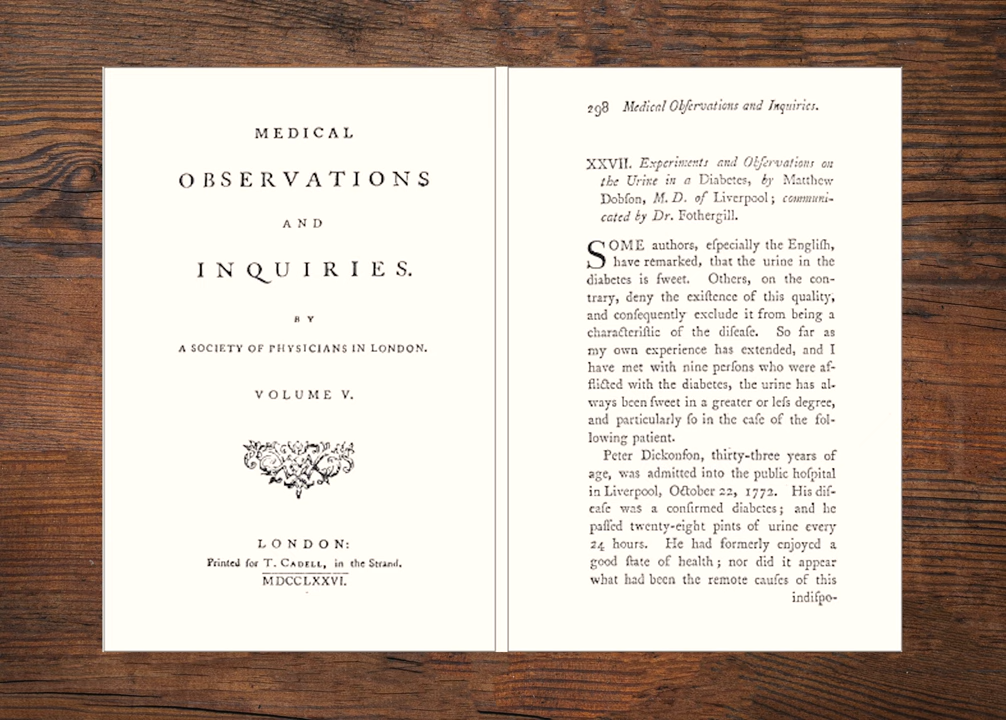 MEDICAL
OBSERVATIONS
AND
INQUIRIES.
BY
A SOCIETY OF PHYSICIANS IN LONDON.
VOLUME V.
LONDON:
Printed for T. CADELL, in the Strand.
MDCCLXXVI.
298 Medical Obſervations and Inquiries.
XXVII. Experiments and Obſervations on
the Urine in a Diabetes, by Matthew
Dobſon, M. D. of Liverpool; communi-
cated by Dr. Fothergill.
SOME authors, eſpecially the Engliſh,
have remarked, that the urine in the
diabetes is ſweet. Others, on the con-
trary, deny the exiſtence of this quality,
and conſequently exclude it from being a
characteriſtic of the diſeaſe. So far as
my own experience has extended, and I
have met with nine perſons who were af-
flicted with the diabetes, the urine has al-
ways been ſweet in a greater or leſs degree,
and particularly ſo in the caſe of the fol-
lowing patient.
Peter Dickonſon, thirty-three years of
age, was admitted into the public hoſpital
in Liverpool, October 22, 1772. His diſ-
eaſe was a confirmed diabetes; and he
paſſed twenty-eight pints of urine every
24 hours. He had formerly enjoyed a
good ſtate of health; nor did it appear
what had been the remote cauſes of this
indiſpo-